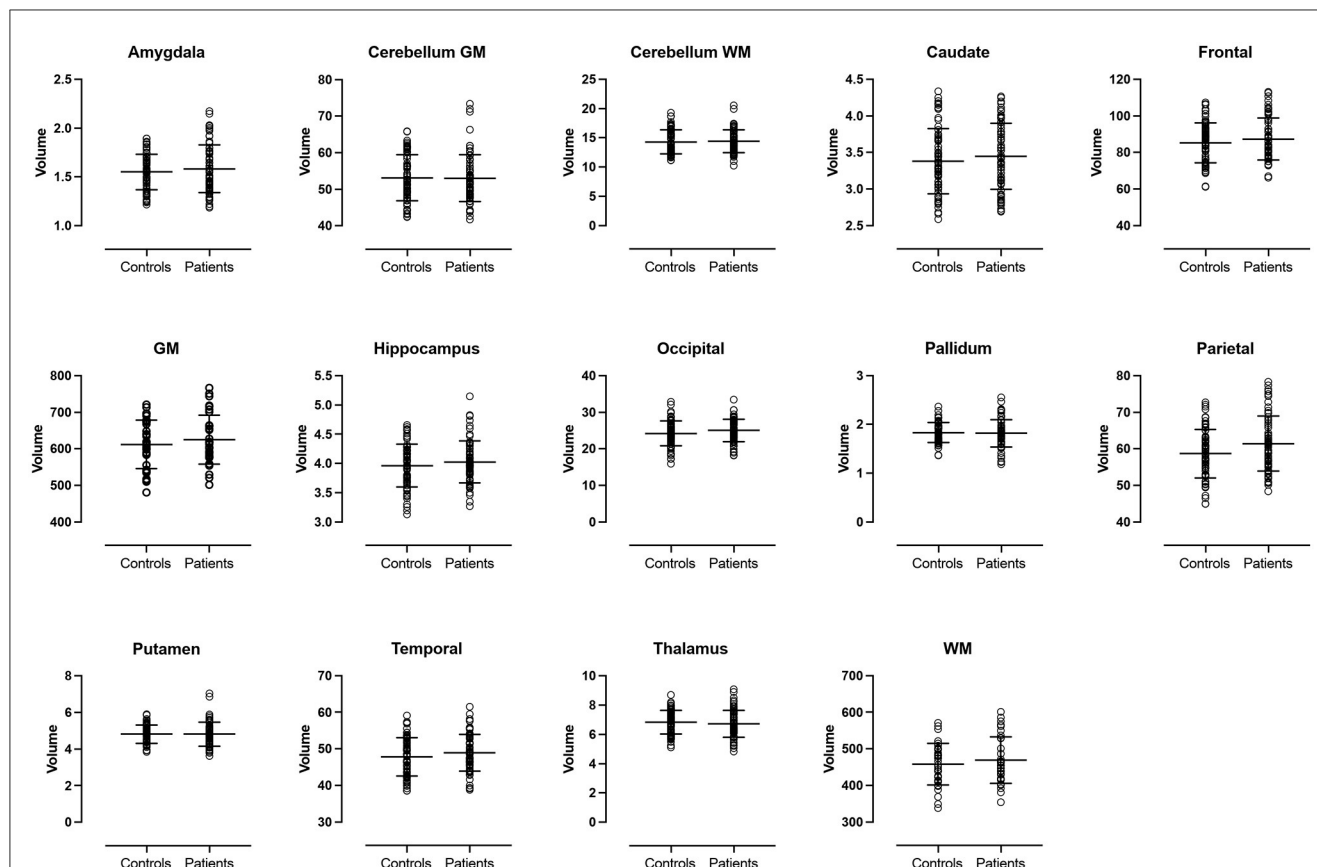 Amygdala
2.5
2.0
1.5
1.0
Volume
Controls Patients
Cerebellum GM
80
70
60
50
40
Volume
Controls Patients
Cerebellum WM
25
20
15
10
5
0
Volume
Controls Patients
Caudate
4.5
4.0
3.5
3.0
2.5
Volume
Controls Patients
Frontal
120
100
80
60
40
Volume
Controls Patients
GM
800
700
600
500
400
Volume
Controls Patients
Hippocampus
5.5
5.0
4.5
4.0
3.5
3.0
Volume
Controls Patients
Occipital
40
30
20
10
0
Volume
Controls Patients
Pallidum
3
2
1
0
Volume
Controls Patients
Parietal
80
70
60
50
40
Volume
Controls Patients
Putamen
8
6
4
2
0
Volume
Controls Patients
Temporal
70
60
50
40
30
Volume
Controls Patients
Thalamus
10
8
6
4
2
0
Volume
Controls Patients
WM
700
600
500
400
300
Volume
Controls Patients